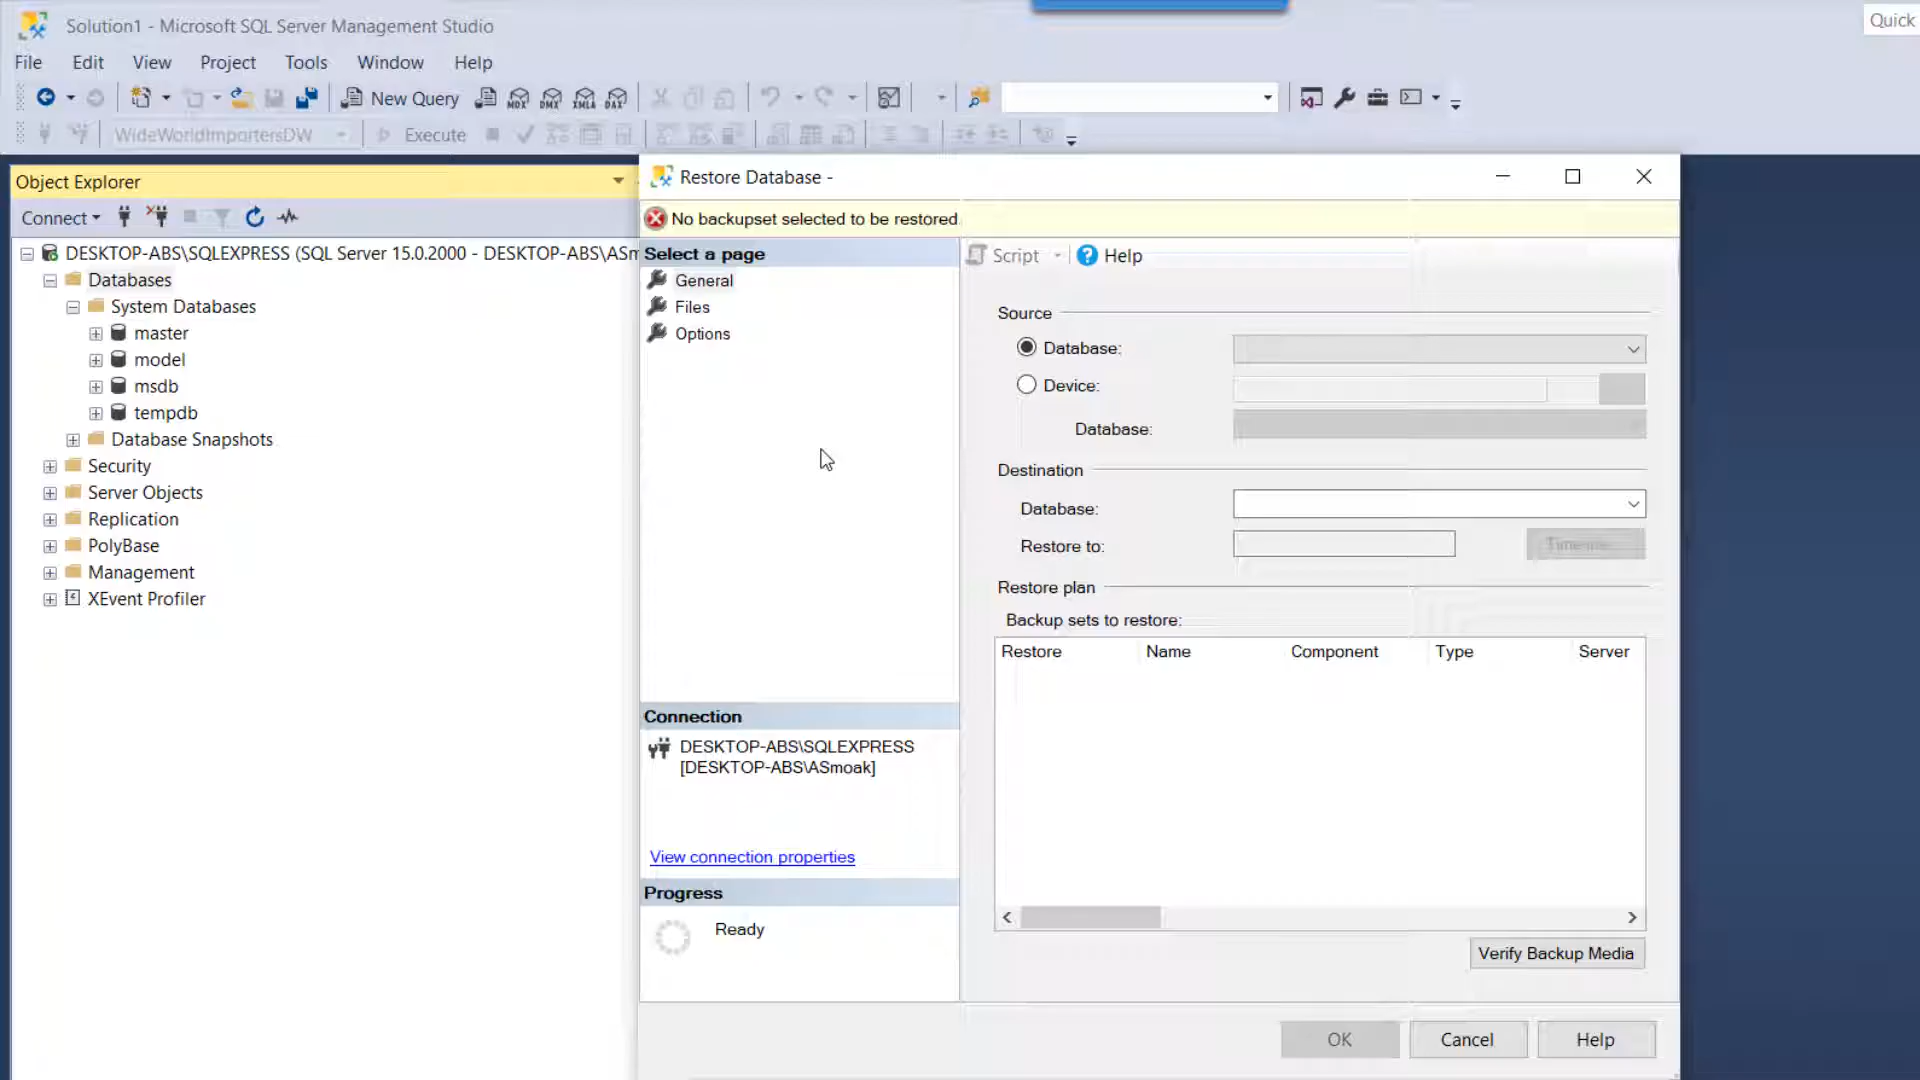 Solution1 - Microsoft SQL Server Management Studio
Quick
File Edit View Project Tools Window Help
New Query MDX DMX XMLA DAX
WideWorldImportersDW Execute
Object Explorer
Connect
DESKTOP-ABS\SQLEXPRESS (SQL Server 15.0.2000 - DESKTOP-ABS\ASm
Databases
System Databases
master
model
msdb
tempdb
Database Snapshots
Security
Server Objects
Replication
PolyBase
Management
XEvent Profiler
Restore Database -
No backupset selected to be restored.
Select a page
General
Files
Options
Connection
DESKTOP-ABS\SQLEXPRESS
[DESKTOP-ABS\ASmoak]
View connection properties
Progress
Ready
Script Help
Source
Database:
Device:
Database:
Destination
Database:
Restore to:
Restore plan
Backup sets to restore:
Restore Name Component Type Server
Verify Backup Media
OK Cancel Help